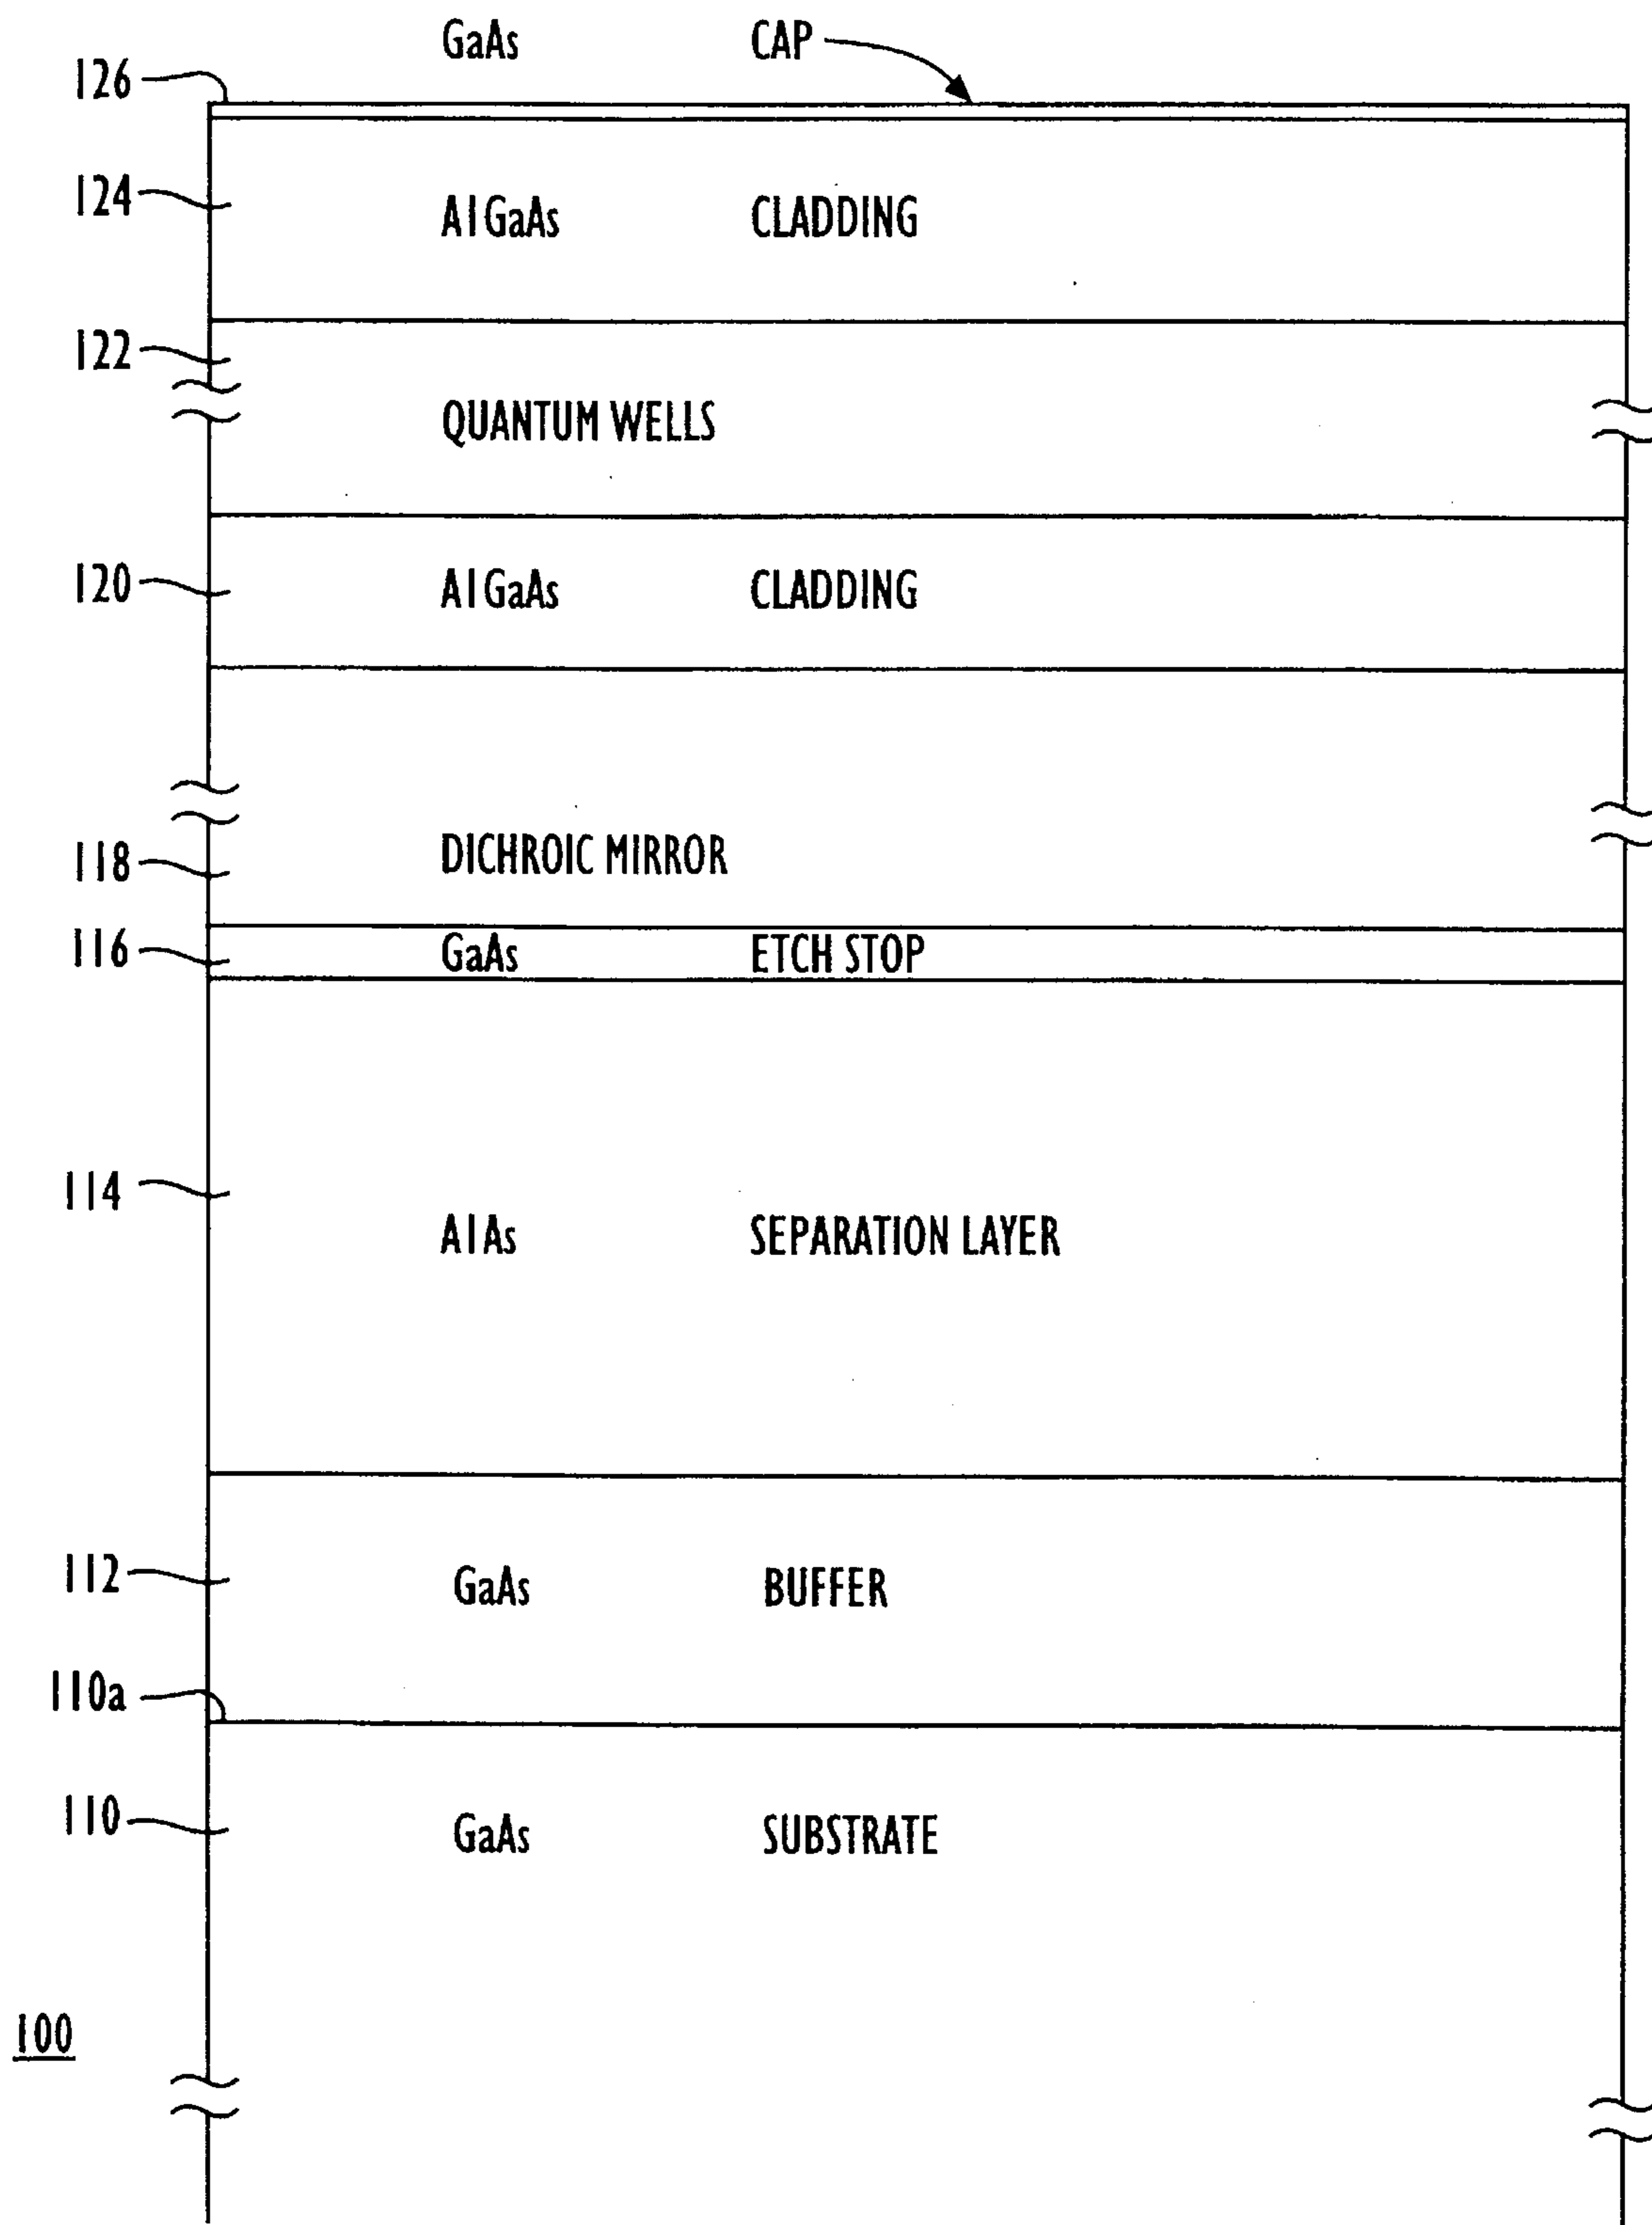 GaAs CAP
126
124 AlGaAs CLADDING
122
QUANTUM WELLS
120 AlGaAs CLADDING
118 DICHROIC MIRROR
116 GaAs ETCH STOP
114
AlAs SEPARATION LAYER
112 GaAs BUFFER
110a
110 GaAs SUBSTRATE
100